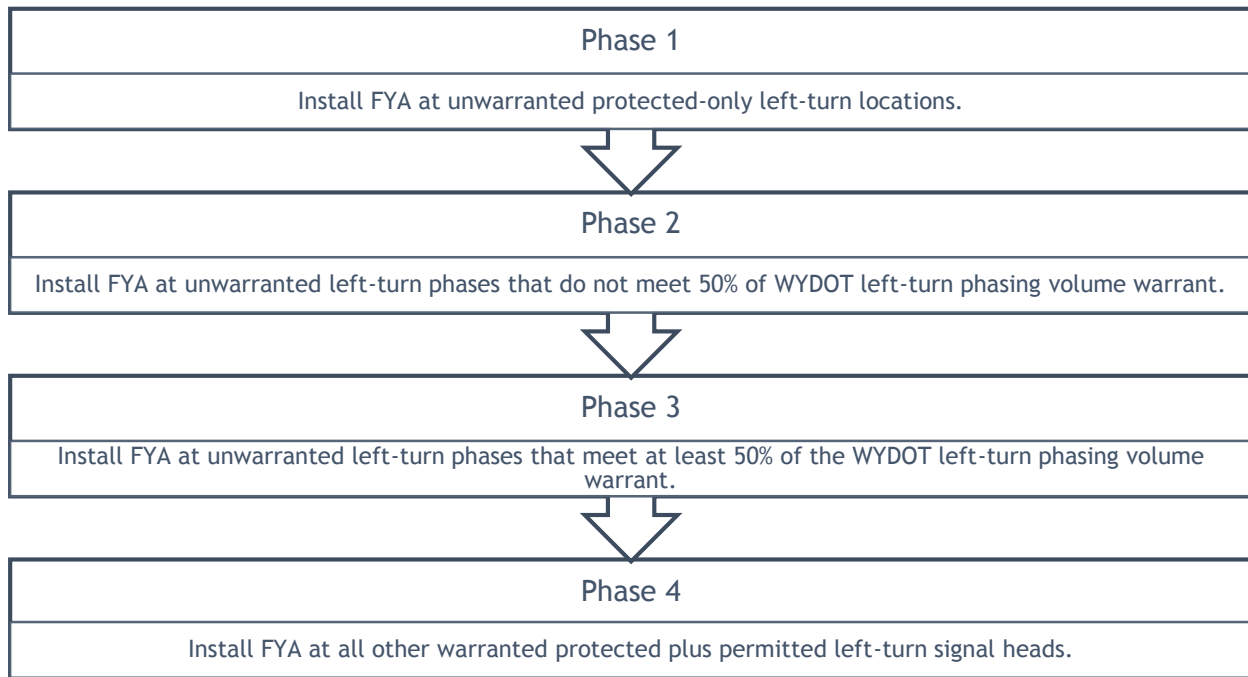 Phase 1
Install FYA at unwarranted protected-only left-turn locations.
Phase 2
Install FYA at unwarranted left-turn phases that do not meet 50% of WYDOT left-turn phasing volume warrant.
Phase 3
Install FYA at unwarranted left-turn phases that meet at least 50% of the WYDOT left-turn phasing volume
warrant.
Phase 4
Install FYA at all other warranted protected plus permitted left-turn signal heads.